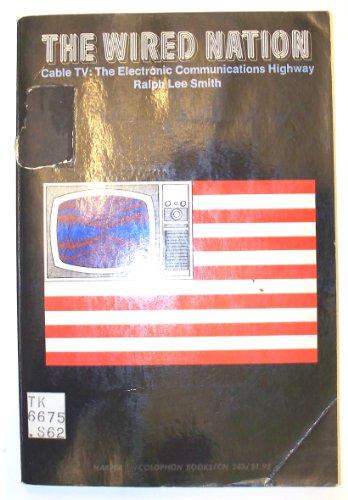 THE WIRED NATION
Cable TV: The Electronic Communications Highway
Ralph Lee Smith
TK
6675
.S62
HARPER COLOPHON BOOKS/CN 243/$1.95